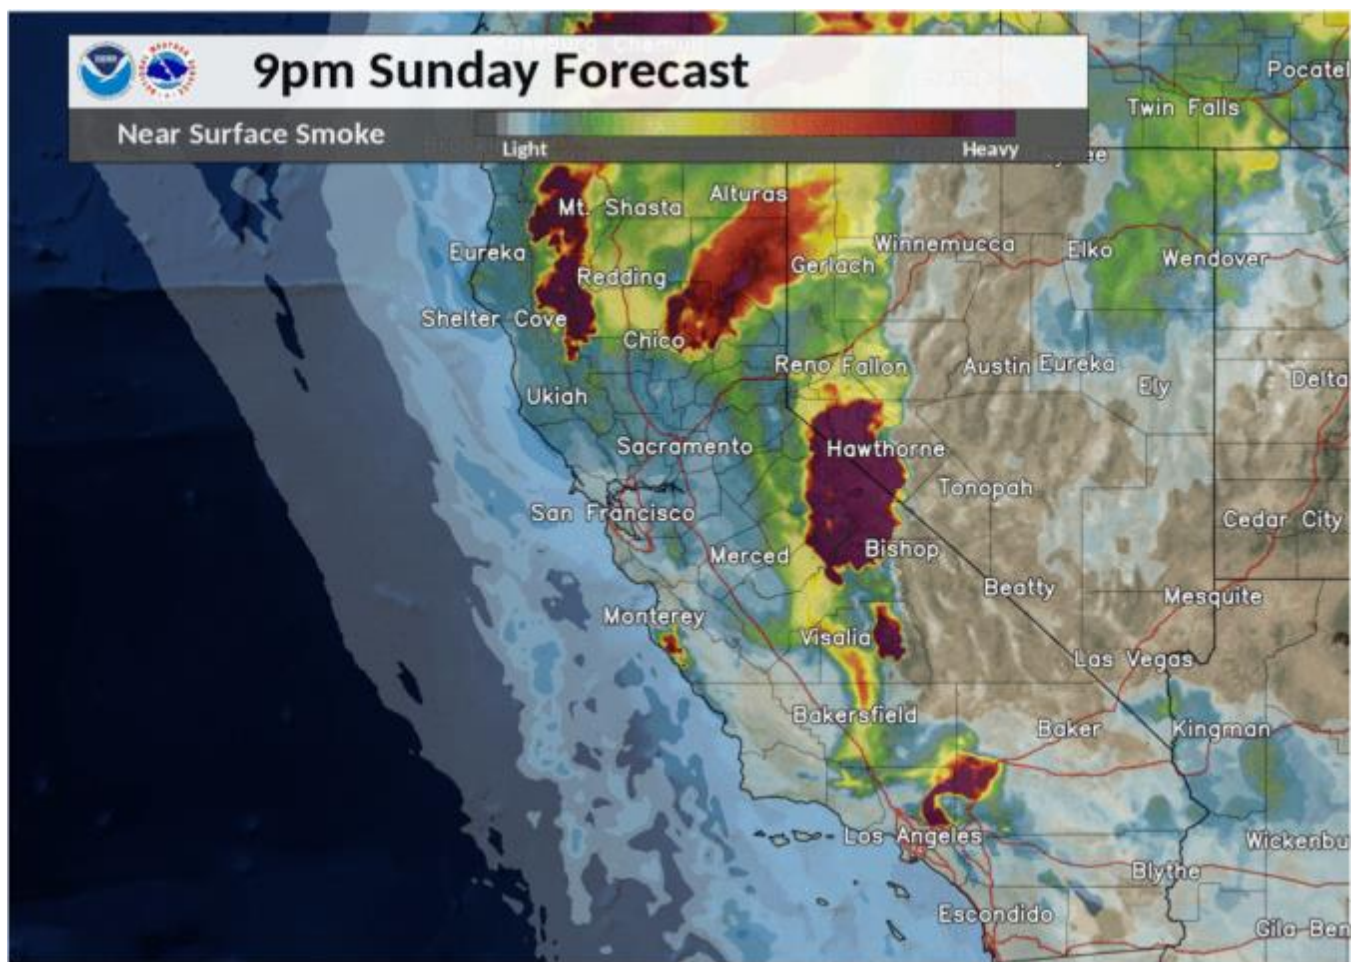 9pm Sunday Forecast
Near Surface Smoke
Light
Heavy
Pocatel
Twin Falls
Mt. Shasta
Alturas
Eureka
Winnemucca
Elko
Wendover
Redding
Gerlach
Shelter Cove
Chico
Reno
Fallon
Austin
Eureka
Ely
Delta
Ukiah
Sacramento
Hawthorne
Tonopah
San Francisco
Cedar City
Merced
Bishop
Beatty
Mesquite
Monterey
Visalia
Las Vegas
Bakersfield
Baker
Kingman
Los Angeles
Wickenbu
Blythe
Escondido
Gila Ben